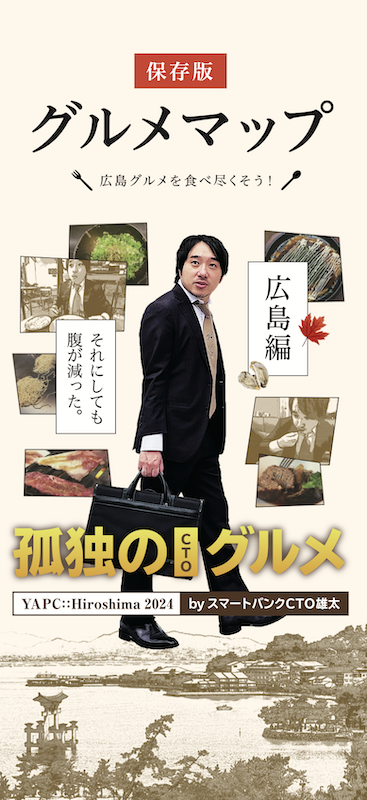 保存版
グルメマップ
広島グルメを食べ尽くそう！
広島編
それにしても
腹が減った。
孤独のCTOグルメ
YAPC::Hiroshima 2024
by スマートバンクCTO雄太